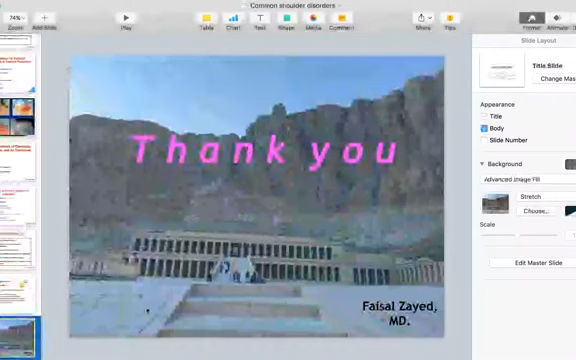 Common shoulder disorders
74%
Zoom
Add Slide
Play
Table
Chart
Text
Shape
Media
Comment
Share
Tips
Format
Animate
Slide Layout
Title Slide
Change Mas
Appearance
Title
Body
Slide Number
Background
Advanced Image Fill
Stretch
Choose...
Scale
Edit Master Slide
Thank you
Faisal Zayed,
MD.